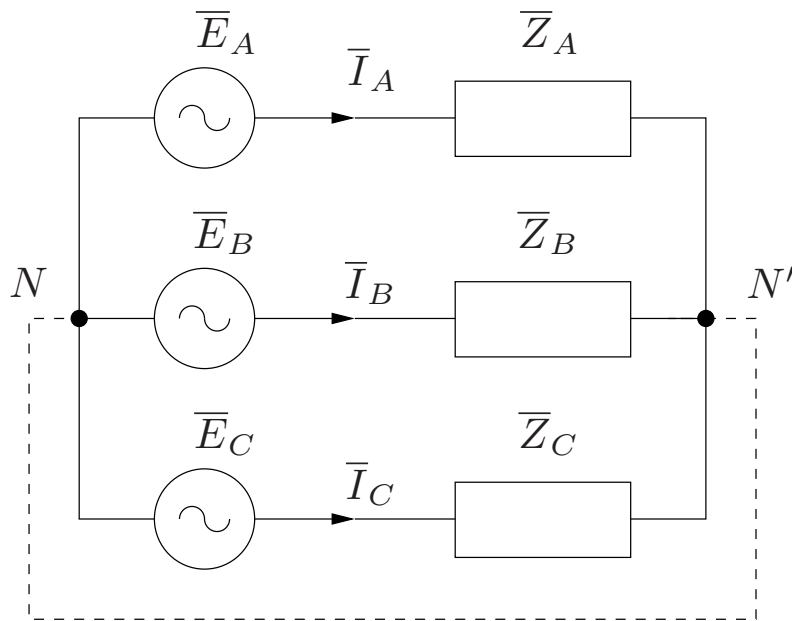 E̅_A Z̅_A
I̅_A
E̅_B Z̅_B
N I̅_B N′
E̅_C Z̅_C
I̅_C